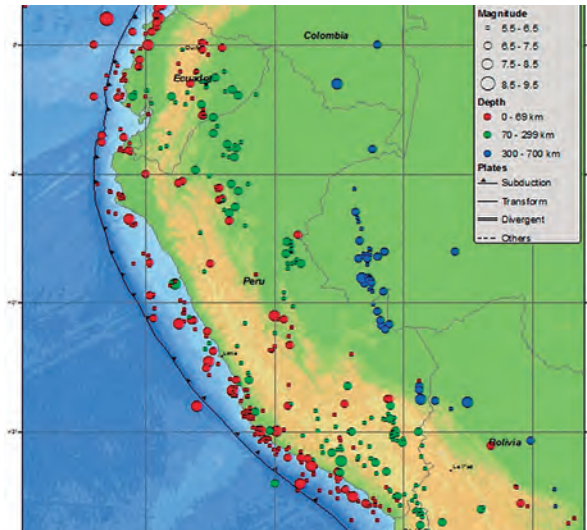 Magnitude
5.5 - 6.5
6.5 - 7.5
7.5 - 8.5
8.5 - 9.5
Depth
0 - 69 km
70 - 299 km
300 - 700 km
Plates
Subduction
Transform
Divergent
Others
Colombia
Ecuador
Peru
Lima
Bolivia
La Paz